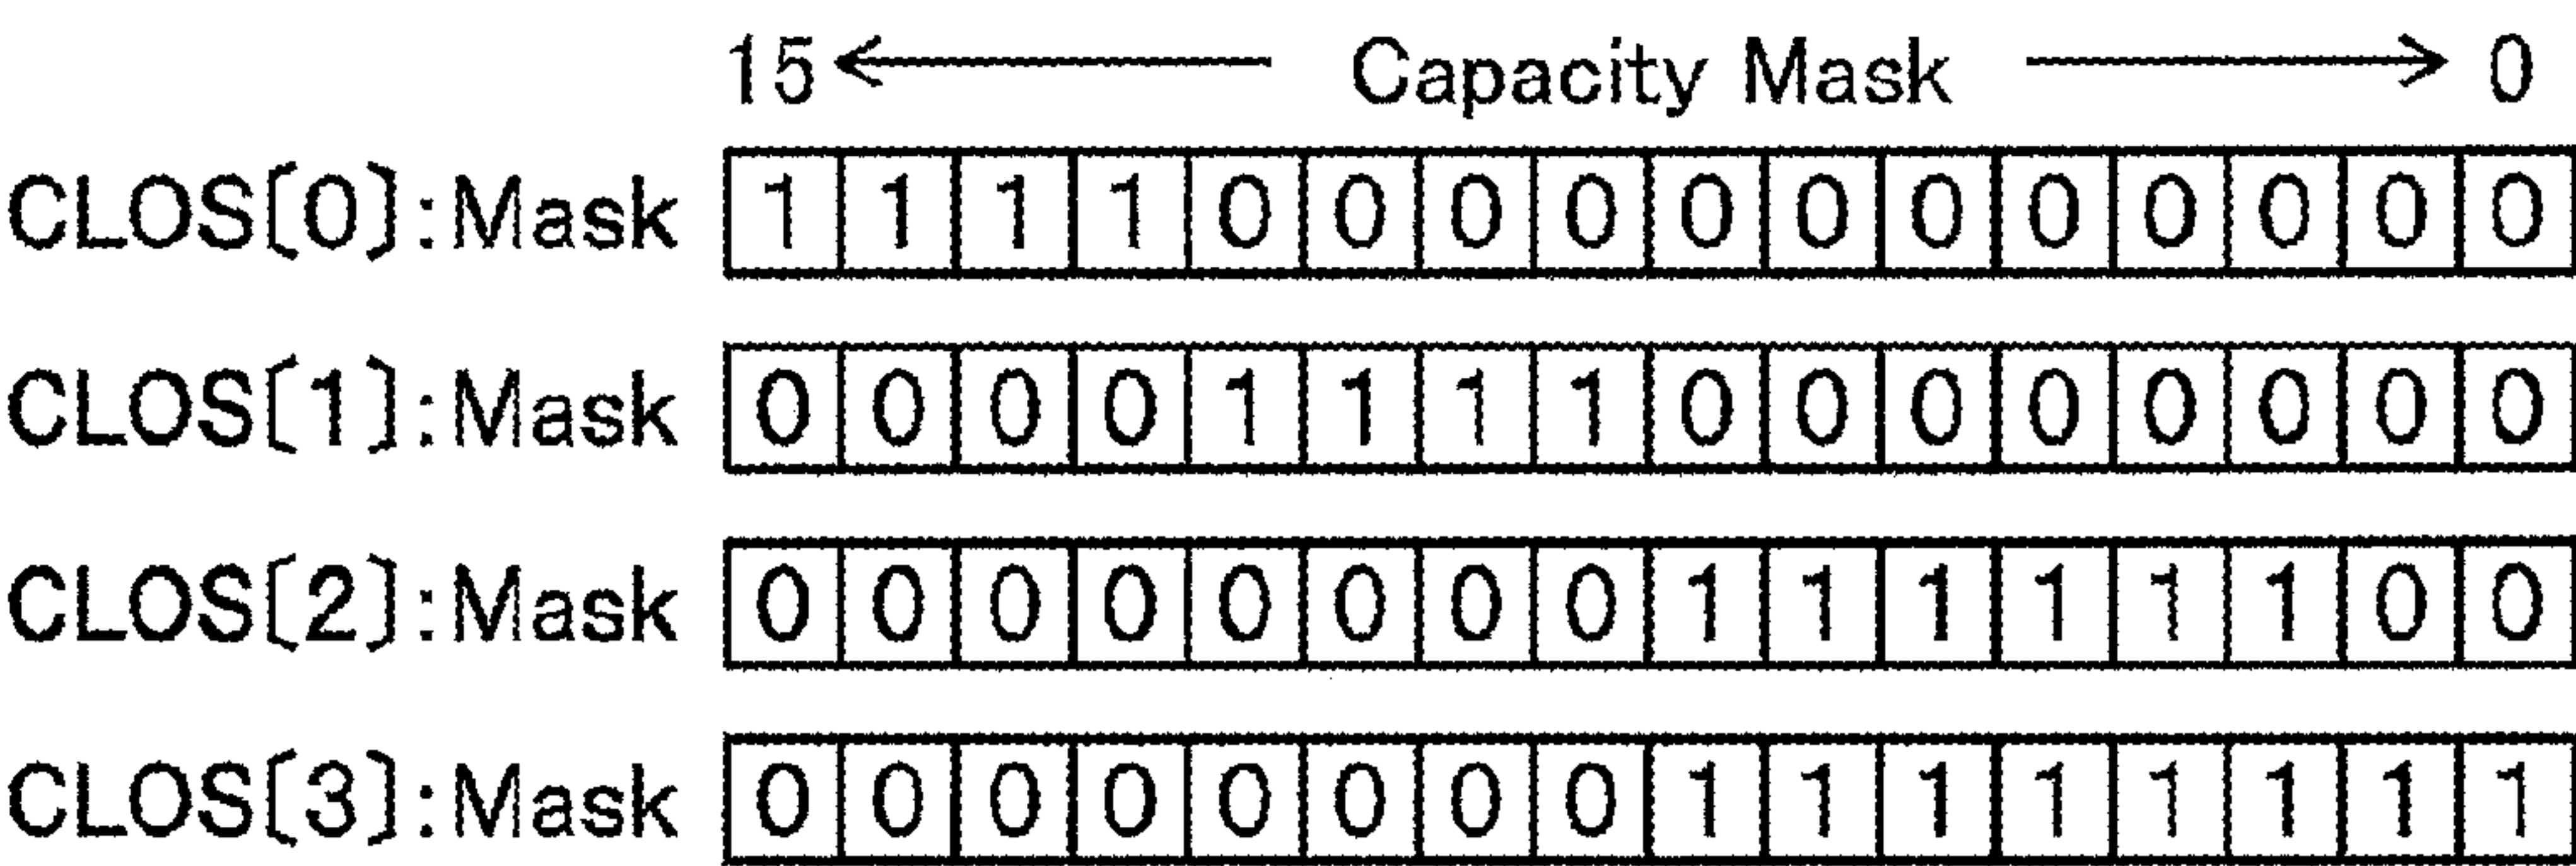 15 Capacity Mask 0
CLOS[0]:Mask 1 1 1 1 0 0 0 0 0 0 0 0 0 0 0 0
CLOS[1]:Mask 0 0 0 0 1 1 1 1 0 0 0 0 0 0 0 0
CLOS[2]:Mask 0 0 0 0 0 0 0 0 1 1 1 1 1 1 0 0
CLOS[3]:Mask 0 0 0 0 0 0 0 0 1 1 1 1 1 1 1 1